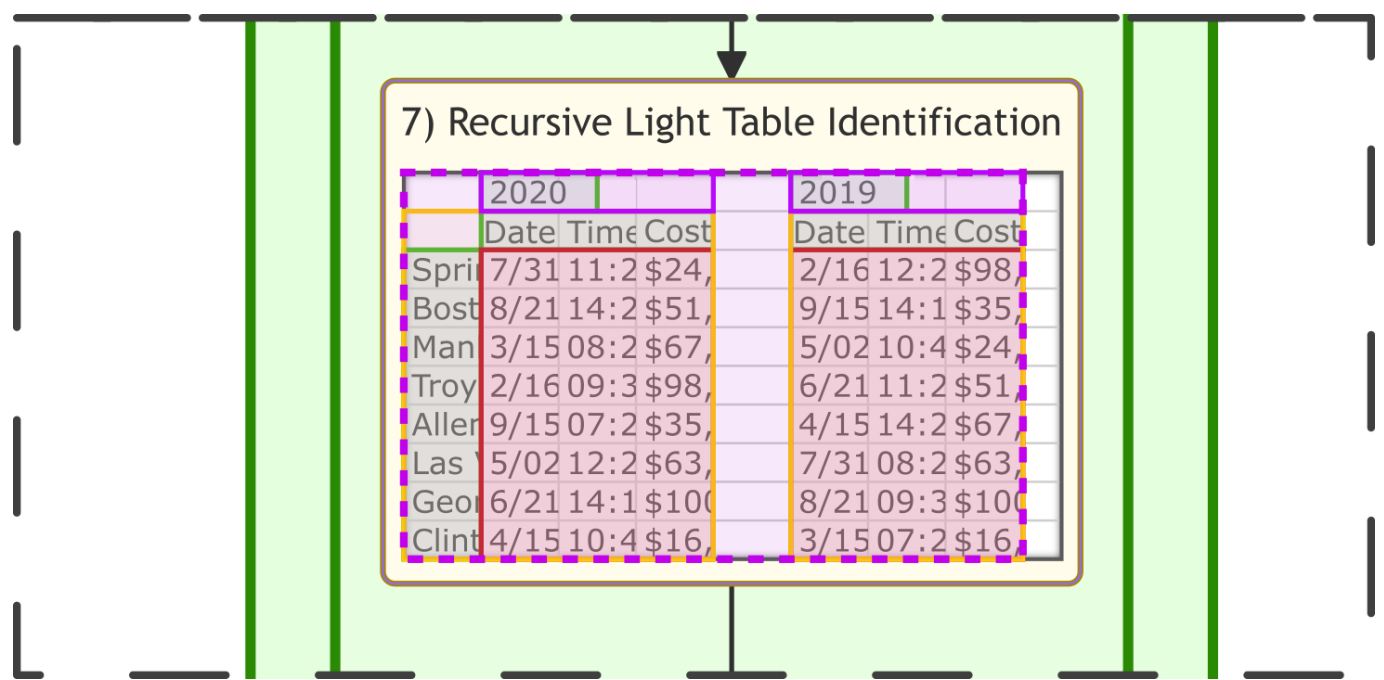 7) Recursive Light Table Identification
2020 2019
Date Time Cost Date Time Cost
Sprin 7/31 11:2 $24, 2/16 12:2 $98,
Bost 8/21 14:2 $51, 9/15 14:1 $35,
Man 3/15 08:2 $67, 5/02 10:4 $24,
Troy 2/16 09:3 $98, 6/21 11:2 $51,
Aller 9/15 07:2 $35, 4/15 14:2 $67,
Las 5/02 12:2 $63, 7/31 08:2 $63,
Geor 6/21 14:1 $100 8/21 09:3 $100
Clint 4/15 10:4 $16, 3/15 07:2 $16,